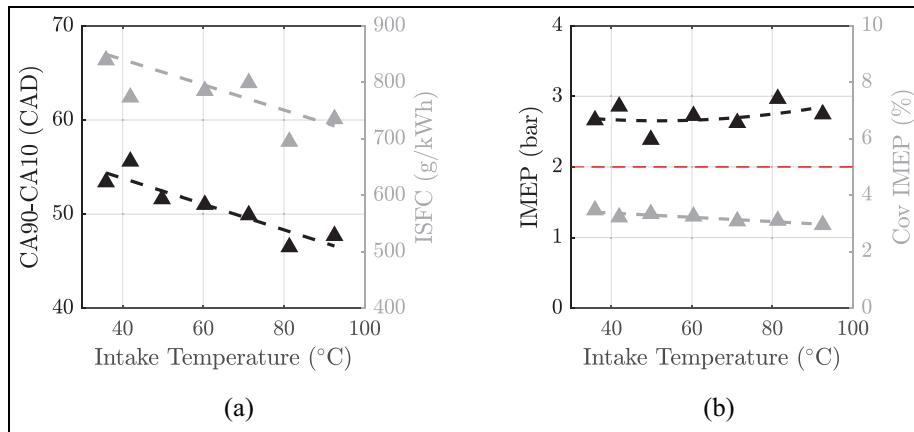 70
60
50
40
CA90-CA10 (CAD)
900
800
700
600
500
400
ISFC (g/kWh)
40 60 80 100
Intake Temperature (°C)
(a)
4
3
2
1
0
IMEP (bar)
10
8
6
4
2
0
Cov IMEP (%)
40 60 80 100
Intake Temperature (°C)
(b)